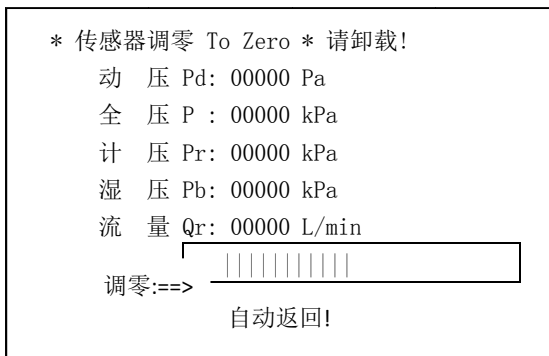 * 传感器调零 To Zero * 请卸载!
动 压 Pd: 00000 Pa
全 压 P : 00000 kPa
计 压 Pr: 00000 kPa
湿 压 Pb: 00000 kPa
流 量 Qr: 00000 L/min
调零:==> |||||||||||
自动返回!